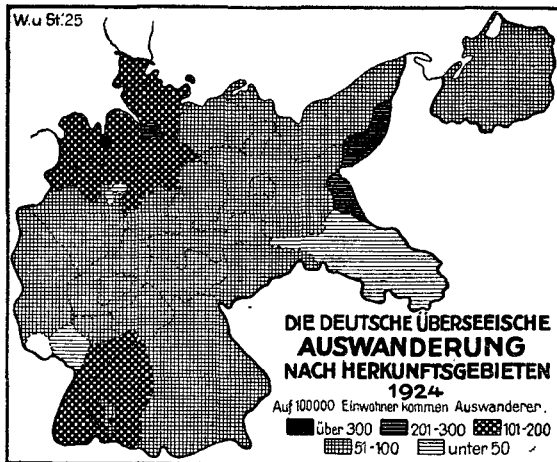 W. u St. 25
DIE DEUTSCHE ÜBERSEEISCHE
AUSWANDERUNG
NACH HERKUNFTSGEBIETEN
1924
Auf 100000 Einwohner kommen Auswanderer.
über 300 201-300 101-200
51-100 unter 50